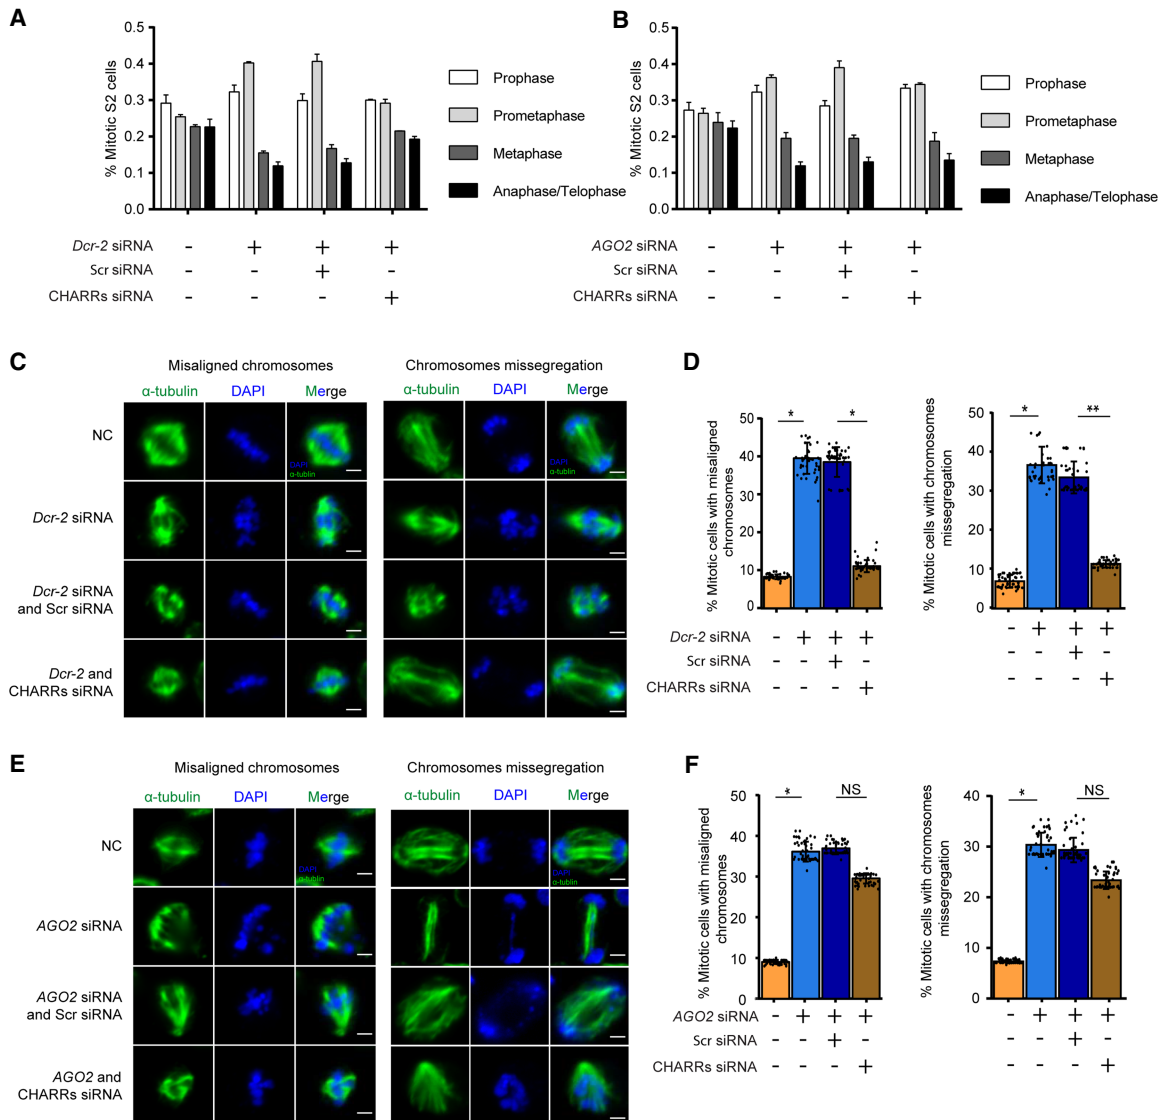 A
% Mitotic S2 cells
0.5
0.4
0.3
0.2
0.1
0.0
Prophase
Prometaphase
Metaphase
Anaphase/Telophase
Dcr-2 siRNA - + + +
Scr siRNA - - + -
CHARRs siRNA - - - +
B
% Mitotic S2 cells
0.5
0.4
0.3
0.2
0.1
0.0
Prophase
Prometaphase
Metaphase
Anaphase/Telophase
AGO2 siRNA - + + +
Scr siRNA - - + -
CHARRs siRNA - - - +
C
Misaligned chromosomes
α-tubulin DAPI Merge
Chromosomes missegregation
α-tubulin DAPI Merge
NC
DAPI
α-tublin
DAPI
α-tublin
Dcr-2 siRNA
Dcr-2 siRNA
and Scr siRNA
Dcr-2 and
CHARRs siRNA
D
% Mitotic cells with misaligned
chromosomes
50
40
30
20
10
0
* *
Dcr-2 siRNA - + + +
Scr siRNA - - + -
CHARRs siRNA - - - +
% Mitotic cells with chromosomes
missegregation
50
40
30
20
10
0
* **
- + + +
- - + -
- - - +
E
Misaligned chromosomes
α-tubulin DAPI Merge
Chromosomes missegregation
α-tubulin DAPI Merge
NC
DAPI
α-tublin
DAPI
α-tublin
AGO2 siRNA
AGO2 siRNA
and Scr siRNA
AGO2 and
CHARRs siRNA
F
% Mitotic cells with misaligned
chromosomes
50
40
30
20
10
0
* NS
AGO2 siRNA - + + +
Scr siRNA - - + -
CHARRs siRNA - - - +
% Mitotic cells with chromosomes
missegregation
40
30
20
10
0
* NS
- + + +
- - + -
- - - +